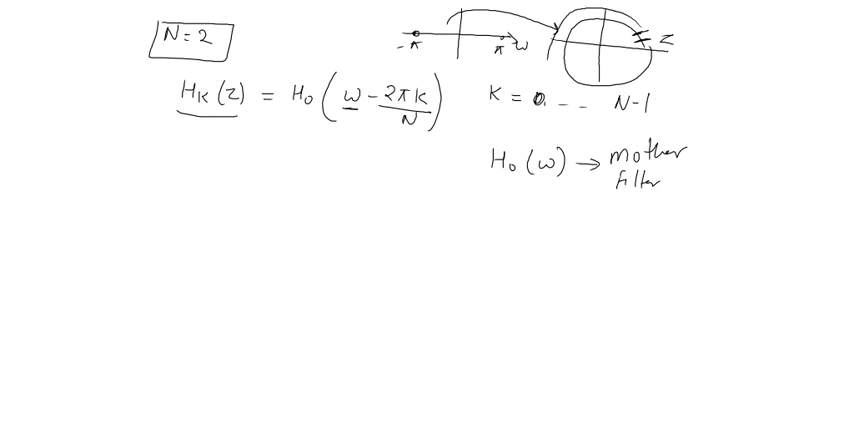 N = 2
-π π ω z
H_K(z) = H_0(ω - 2πk/N) K = 0. - - N-1
H_0(ω) → mother
filter